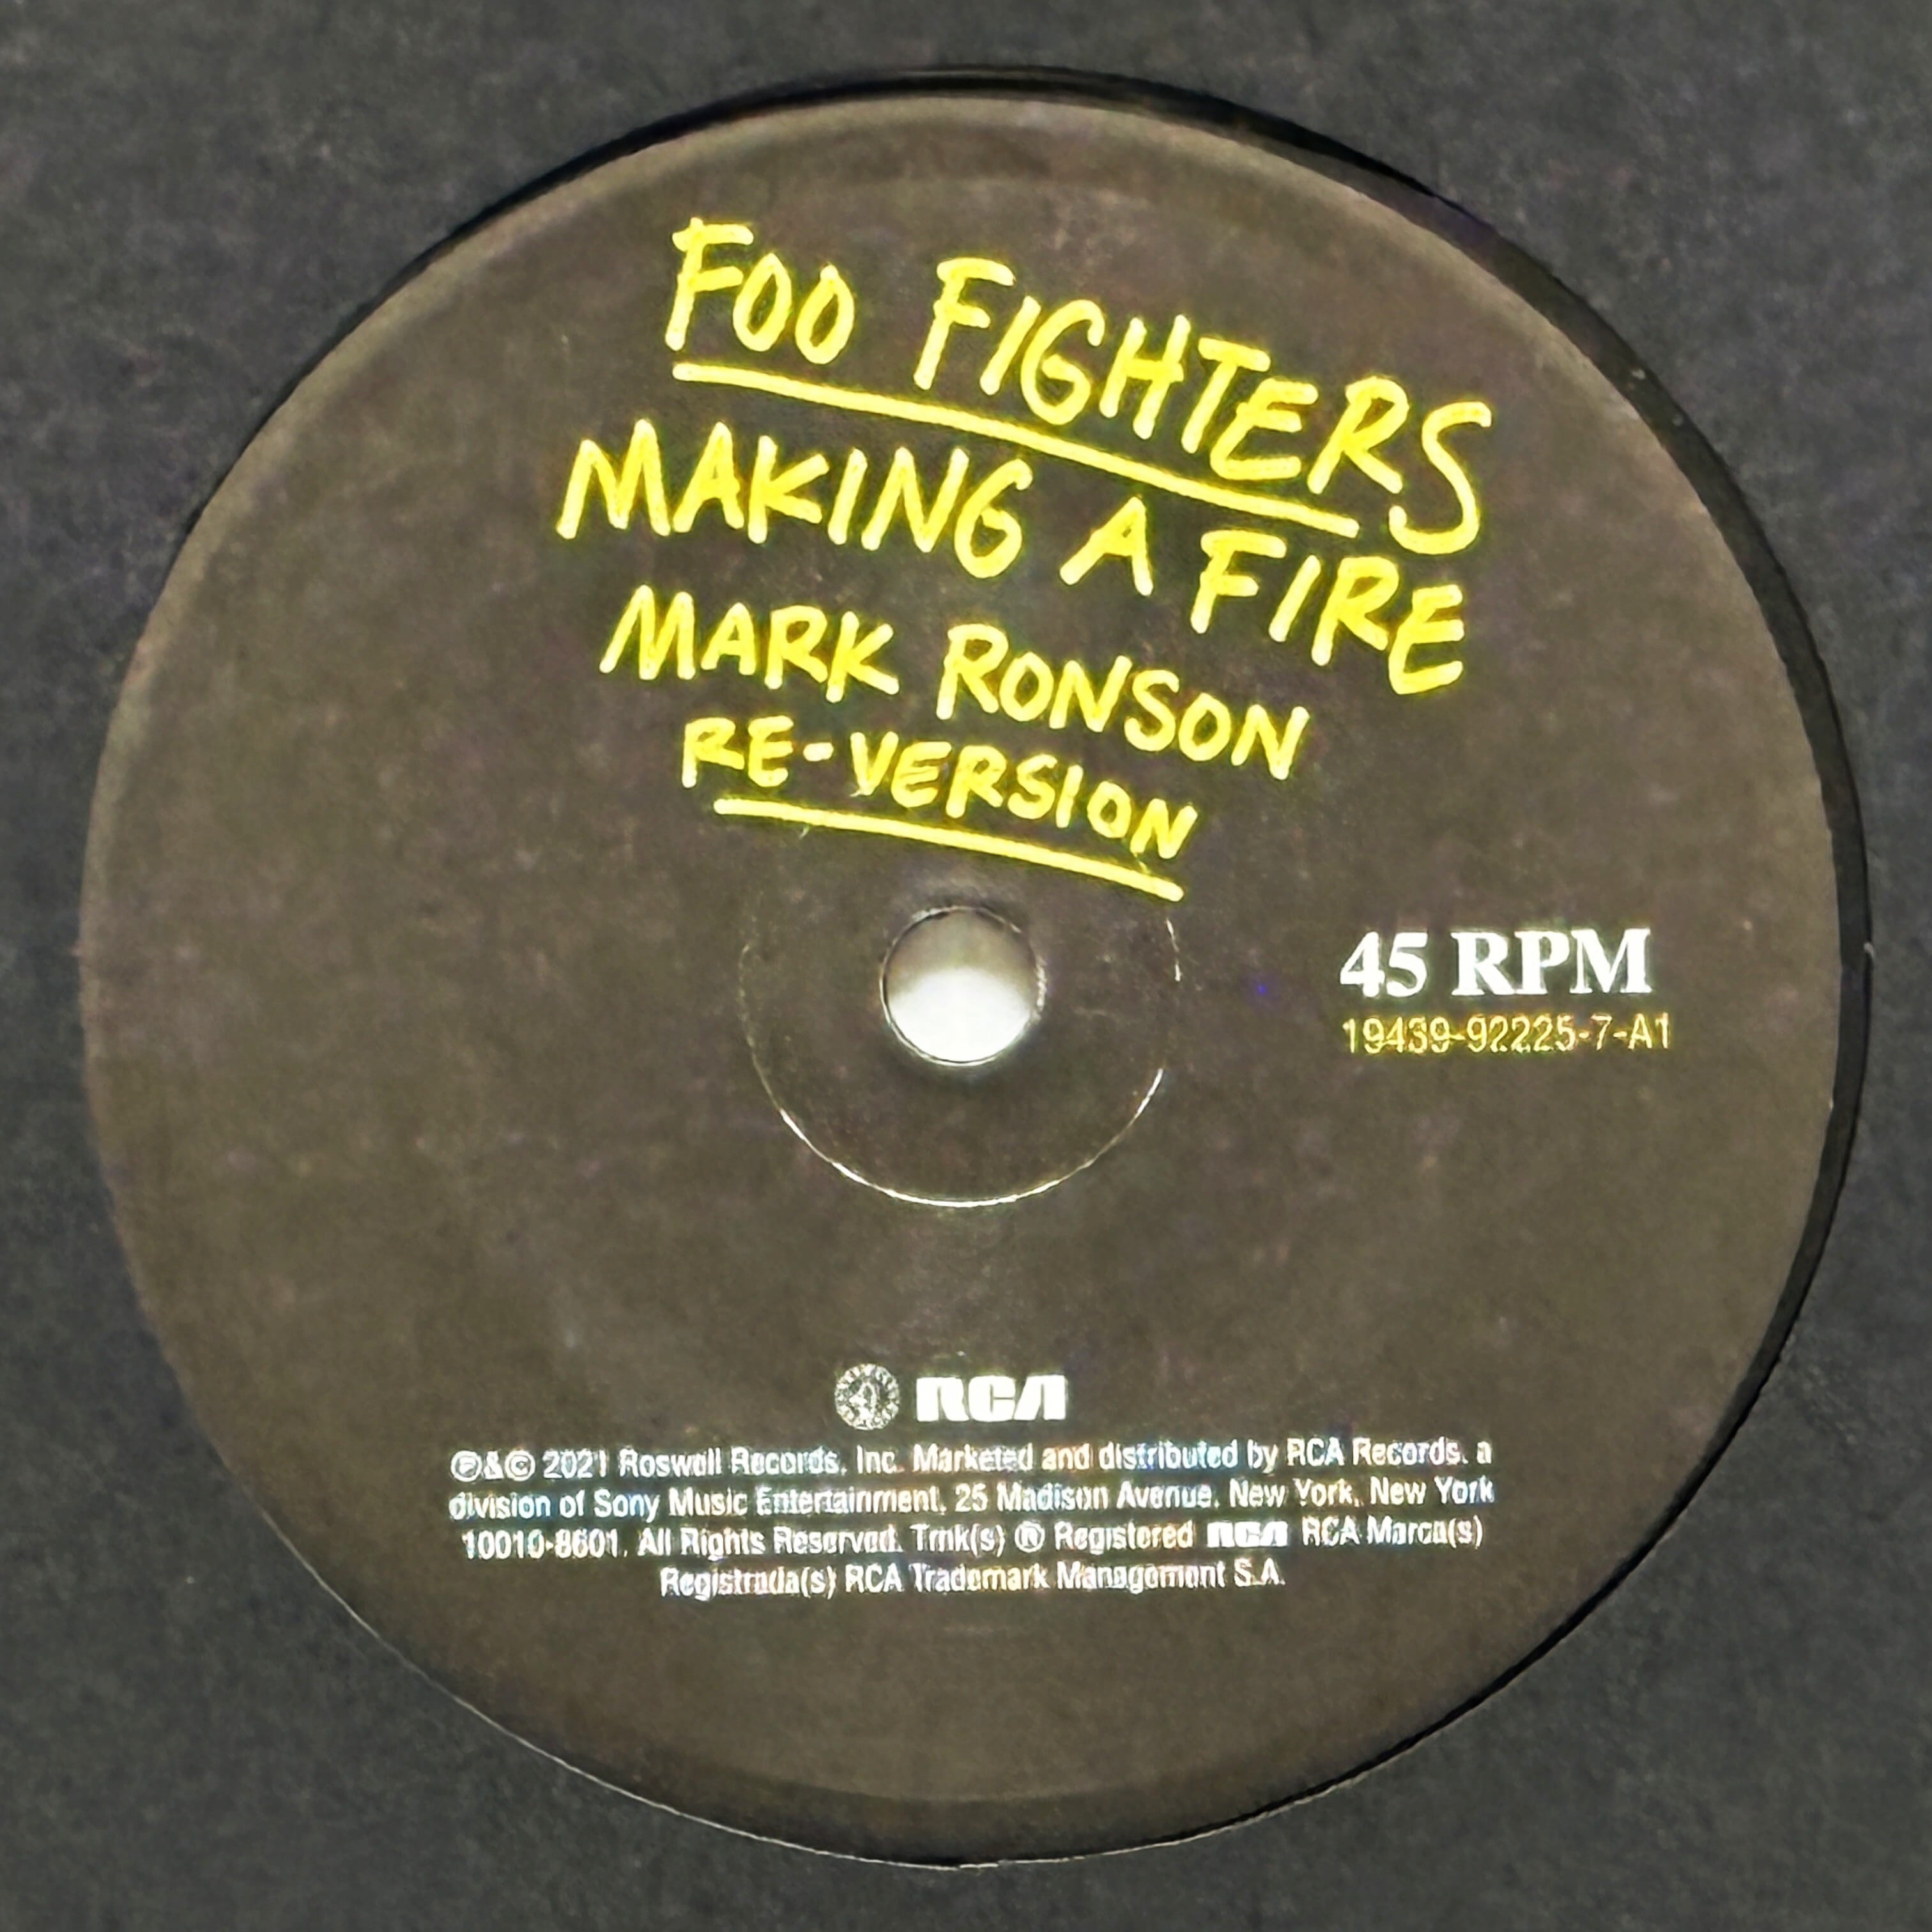 FOO FIGHTERS
MAKING A FIRE
MARK RONSON
RE-VERSION
45 RPM
19439-92225-7-A1
RCA
℗&© 2021 Roswell Records, Inc. Marketed and distributed by RCA Records, a
division of Sony Music Entertainment, 25 Madison Avenue, New York, New York
10010-8601. All Rights Reserved. Tmk(s) ® Registered RCA RCA Marca(s)
Registrada(s) RCA Trademark Management S.A.